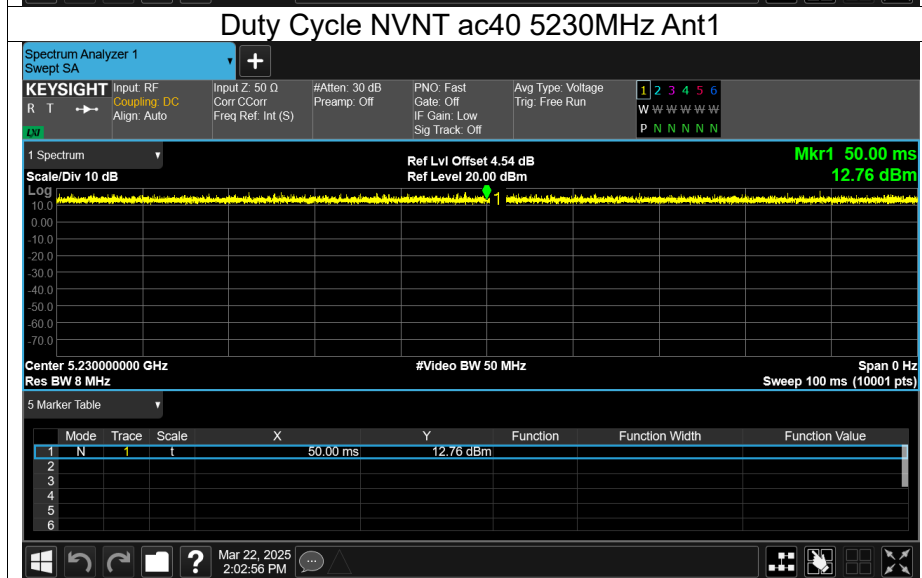 Duty Cycle NVNT ac40 5230MHz Ant1
Spectrum Analyzer 1
Swept SA
+
KEYSIGHT Input: RF Input Z: 50 Ω #Atten: 30 dB PNO: Fast Avg Type: Voltage 1 2 3 4 5 6
R T Coupling: DC Corr CCorr Preamp: Off Gate: Off Trig: Free Run W W W W W W
Align: Auto Freq Ref: Int (S) IF Gain: Low
LXI Sig Track: Off P N N N N N
1 Spectrum Ref Lvl Offset 4.54 dB Mkr1 50.00 ms
Scale/Div 10 dB Ref Level 20.00 dBm 12.76 dBm
Log
1
10.0
0.00
-10.0
-20.0
-30.0
-40.0
-50.0
-60.0
-70.0
Center 5.230000000 GHz #Video BW 50 MHz Span 0 Hz
Res BW 8 MHz Sweep 100 ms (10001 pts)
5 Marker Table
Mode Trace Scale X Y Function Function Width Function Value
1 N 1 t 50.00 ms 12.76 dBm
2
3
4
5
6
? Mar 22, 2025
2:02:56 PM